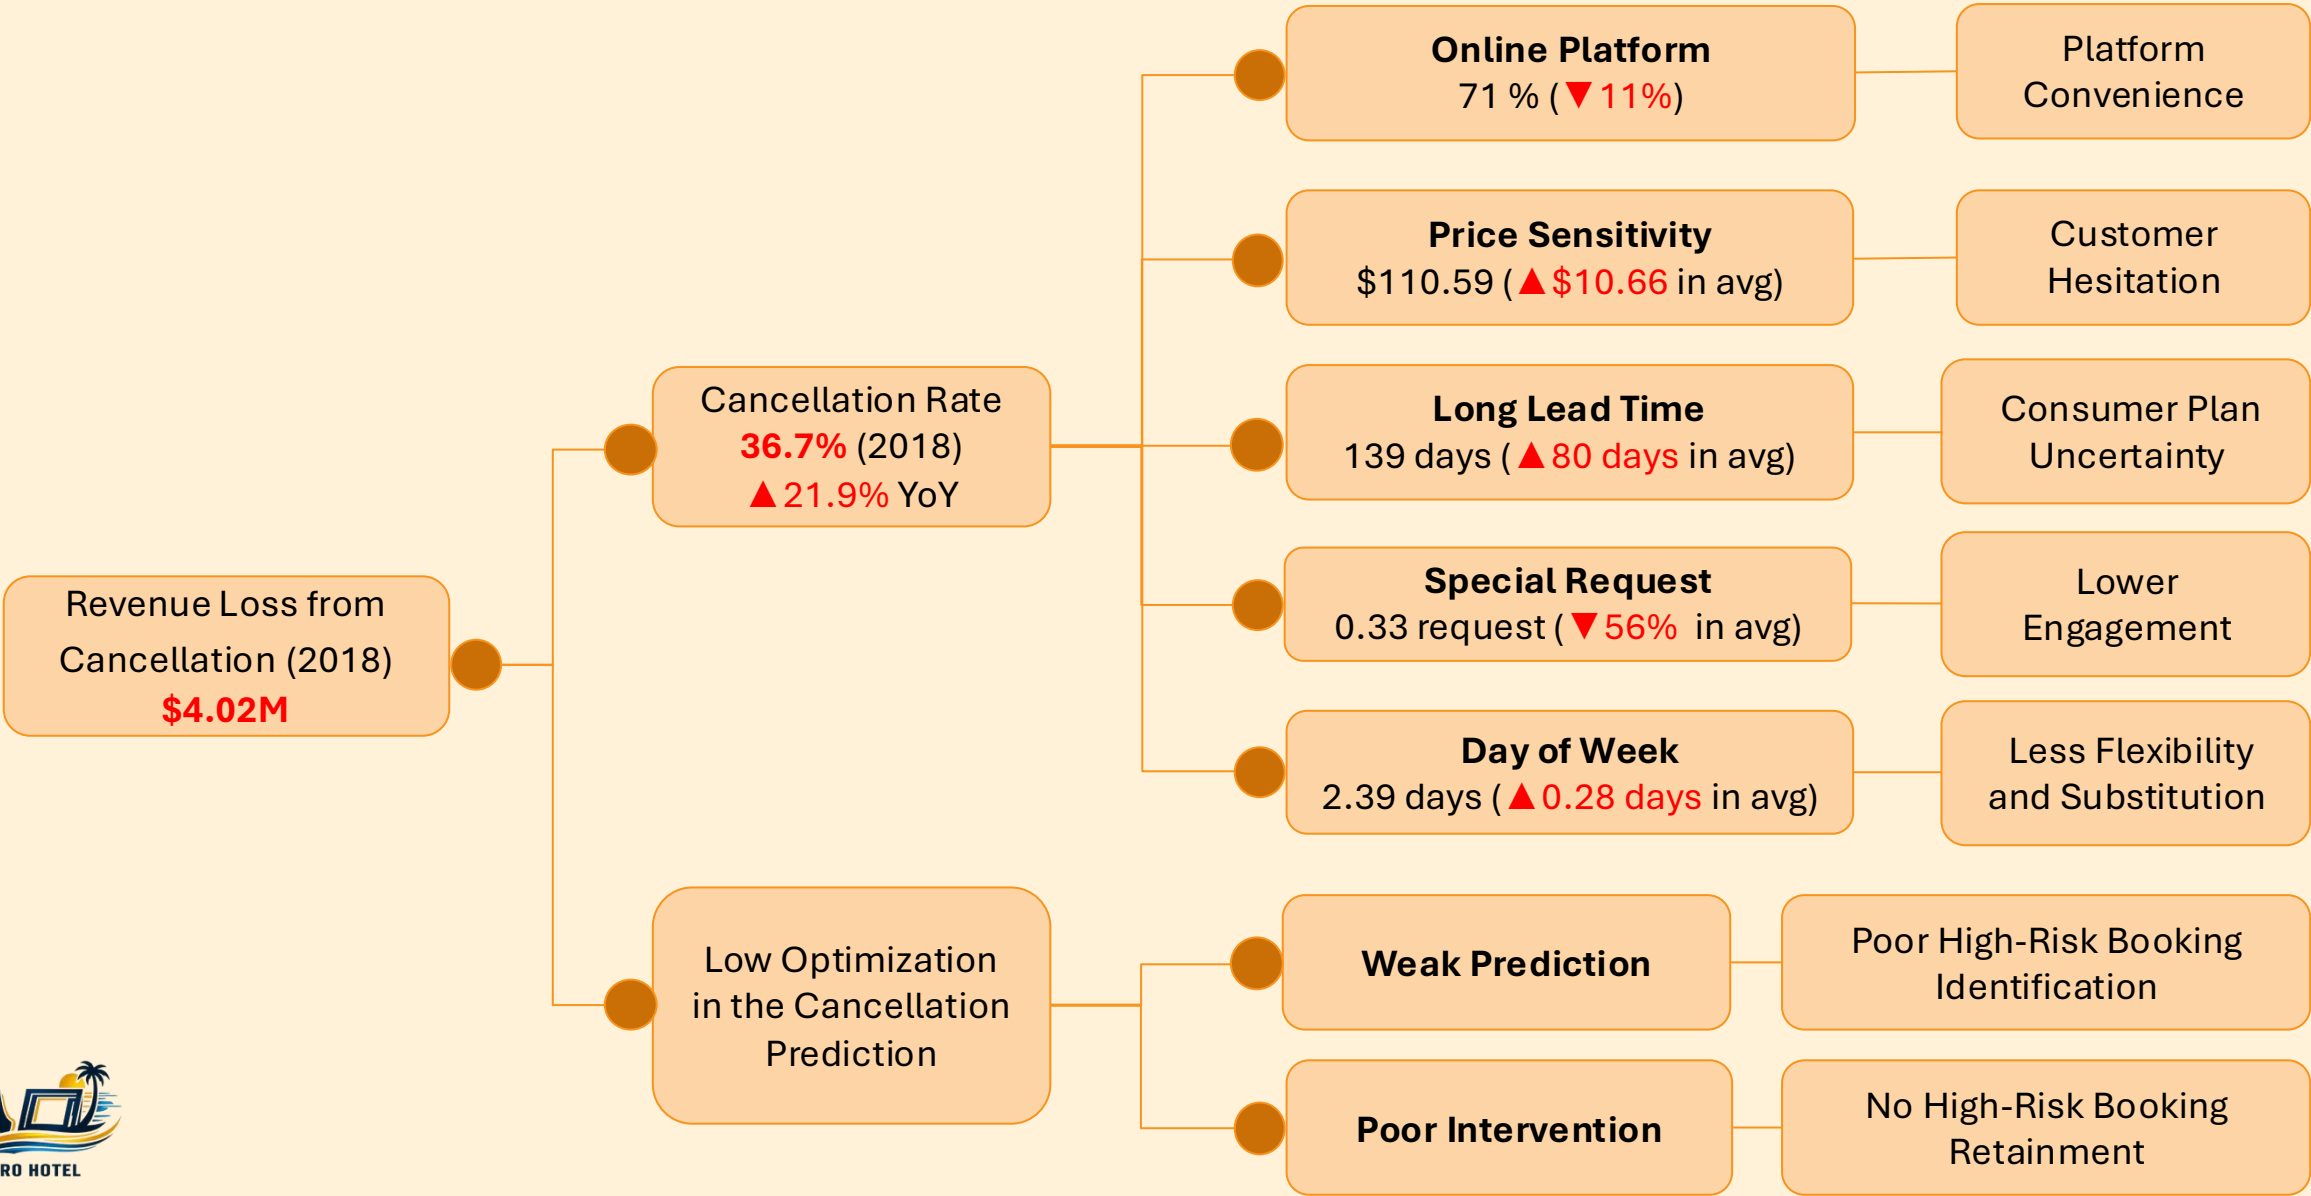 Online Platform
71 % (▼11%)
Platform
Convenience
Price Sensitivity
$110.59 (▲$10.66 in avg)
Customer
Hesitation
Cancellation Rate
36.7% (2018)
▲21.9% YoY
Long Lead Time
139 days (▲80 days in avg)
Consumer Plan
Uncertainty
Special Request
0.33 request (▼56% in avg)
Lower
Engagement
Revenue Loss from
Cancellation (2018)
$4.02M
Day of Week
2.39 days (▲0.28 days in avg)
Less Flexibility
and Substitution
Low Optimization
in the Cancellation
Prediction
Weak Prediction
Poor High-Risk Booking
Identification
Poor Intervention
No High-Risk Booking
Retainment
RO HOTEL